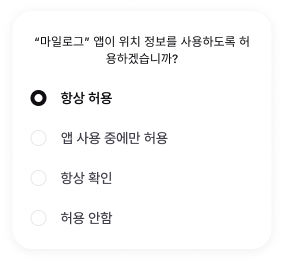 “마일로그” 앱이 위치 정보를 사용하도록 허
용하겠습니까?
항상 허용
앱 사용 중에만 허용
항상 확인
허용 안함